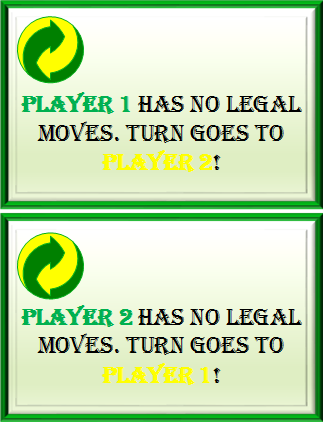 PLAYER 1 HAS NO LEGAL
MOVES. TURN GOES TO
PLAYER 2!
PLAYER 2 HAS NO LEGAL
MOVES. TURN GOES TO
PLAYER 1!